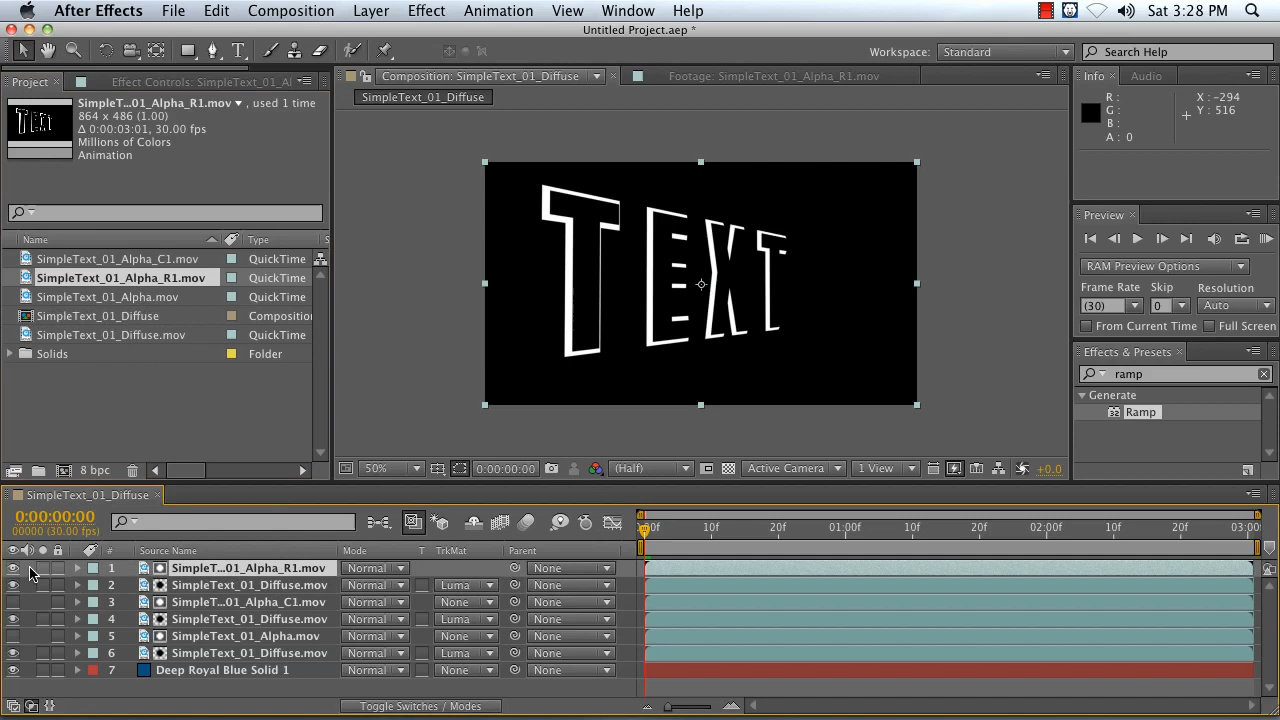 After Effects File Edit Composition Layer Effect Animation View Window Help Sat 3:28 PM
Untitled Project.aep *
Workspace: Standard Search Help
Project Effect Controls: SimpleText_01_Al
SimpleT...01_Alpha_R1.mov, used 1 time
864 x 486 (1.00)
Δ 0:00:03:01, 30.00 fps
Millions of Colors
Animation
Name Type S
SimpleText_01_Alpha_C1.mov QuickTime
SimpleText_01_Alpha_R1.mov QuickTime
SimpleText_01_Alpha.mov QuickTime
SimpleText_01_Diffuse Compositio
SimpleText_01_Diffuse.mov QuickTime
Solids Folder
8 bpc
Composition: SimpleText_01_Diffuse Footage: SimpleText_01_Alpha_R1.mov
SimpleText_01_Diffuse
TEXT
50% 0:00:00:00 (Half) Active Camera 1 View +0.0
Info Audio
R: X: -294
G: Y: 516
B:
A: 0
Preview
RAM Preview Options
Frame Rate Skip Resolution
(30) 0 Auto
From Current Time Full Screen
Effects & Presets
ramp
Generate
Ramp
SimpleText_01_Diffuse
0:00:00:00
00000 (30.00 fps)
:00f 10f 20f 01:00f 10f 20f 02:00f 10f 20f 03:00
# Source Name Mode T TrkMat Parent
1 SimpleT...01_Alpha_R1.mov Normal None
2 SimpleText_01_Diffuse.mov Normal Luma None
3 SimpleT...01_Alpha_C1.mov Normal None None
4 SimpleText_01_Diffuse.mov Normal Luma None
5 SimpleText_01_Alpha.mov Normal None None
6 SimpleText_01_Diffuse.mov Normal Luma None
7 Deep Royal Blue Solid 1 Normal None None
Toggle Switches / Modes